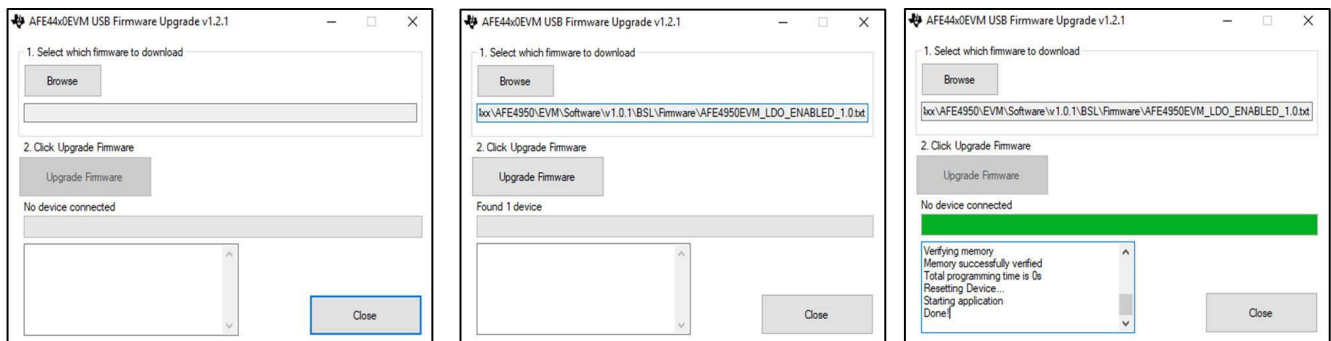 AFE44x0EVM USB Firmware Upgrade v1.2.1
1. Select which firmware to download
Browse
2. Click Upgrade Firmware
Upgrade Firmware
No device connected
Close
AFE44x0EVM USB Firmware Upgrade v1.2.1
1. Select which firmware to download
Browse
\AFE4950\EVM\Software\v1.0.1\BSL\Firmware\AFE4950EVM_LDO_ENABLED_1.0.txt
2. Click Upgrade Firmware
Upgrade Firmware
Found 1 device
Close
AFE44x0EVM USB Firmware Upgrade v1.2.1
1. Select which firmware to download
Browse
\AFE4950\EVM\Software\v1.0.1\BSL\Firmware\AFE4950EVM_LDO_ENABLED_1.0.txt
2. Click Upgrade Firmware
Upgrade Firmware
No device connected
Verifying memory
Memory successfully verified
Total programming time is 0s
Resetting Device...
Starting application
Done!
Close